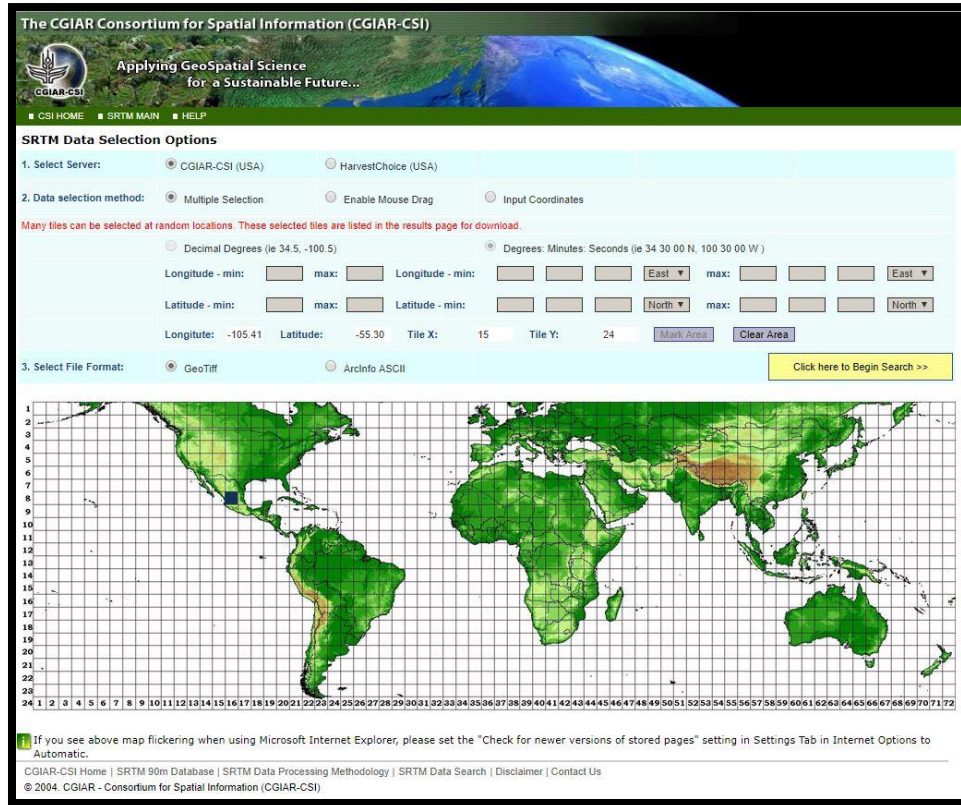 The CGIAR Consortium for Spatial Information (CGIAR-CSI)
Applying GeoSpatial Science
for a Sustainable Future...
CGIAR-CSI
CSI HOME SRTM MAIN HELP
SRTM Data Selection Options
1. Select Server: CGIAR-CSI (USA) HarvestChoice (USA)
2. Data selection method: Multiple Selection Enable Mouse Drag Input Coordinates
Many tiles can be selected at random locations. These selected tiles are listed in the results page for download.
Decimal Degrees (ie 34.5, -100.5) Degrees: Minutes: Seconds (ie 34 30 00 N, 100 30 00 W )
Longitude - min: max: Longitude - min: East max: East
Latitude - min: max: Latitude - min: North max: North
Longitute: -105.41 Latitude: -55.30 Tile X: 15 Tile Y: 24 Mark Area Clear Area
3. Select File Format: GeoTiff ArcInfo ASCII Click here to Begin Search >>
1
2
3
4
5
6
7
8
9
10
11
12
13
14
15
16
17
18
19
20
21
22
23
24 1 2 3 4 5 6 7 8 9 10 11 12 13 14 15 16 17 18 19 20 21 22 23 24 25 26 27 28 29 30 31 32 33 34 35 36 37 38 39 40 41 42 43 44 45 46 47 48 49 50 51 52 53 54 55 56 57 58 59 60 61 62 63 64 65 66 67 68 69 70 71 72
If you see above map flickering when using Microsoft Internet Explorer, please set the "Check for newer versions of stored pages" setting in Settings Tab in Internet Options to
Automatic.
CGIAR-CSI Home | SRTM 90m Database | SRTM Data Processing Methodology | SRTM Data Search | Disclaimer | Contact Us
© 2004. CGIAR - Consortium for Spatial Information (CGIAR-CSI)